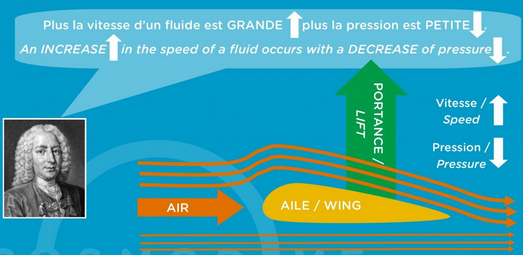 Plus la vitesse d'un fluide est GRANDE plus la pression est PETITE .
An INCREASE in the speed of a fluid occurs with a DECREASE of pressure .
PORTANCE /
LIFT
Vitesse /
Speed
Pression /
Pressure
AIR
AILE / WING